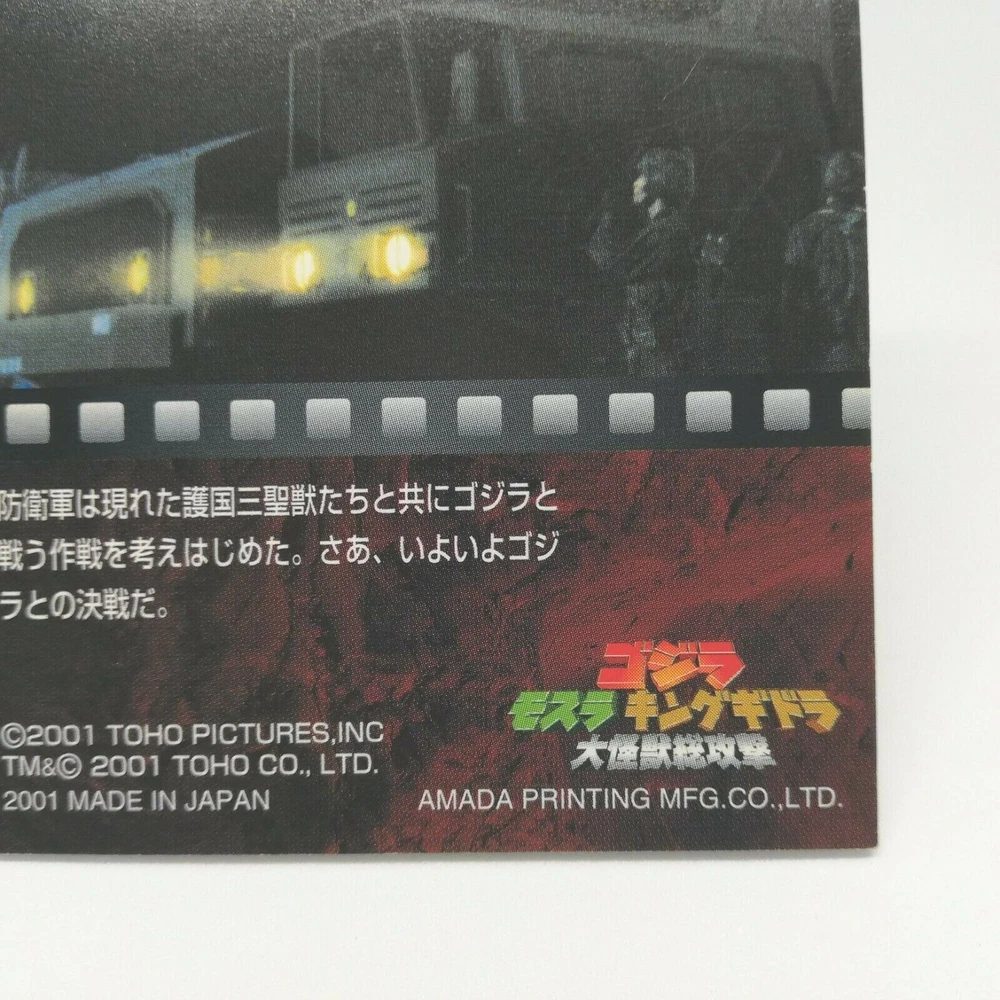 防衛軍は現れた護国三聖獣たちと共にゴジラと
戦う作戦を考えはじめた。さあ、いよいよゴジ
ラとの決戦だ。
ゴジラ
モスラ キングギドラ
大怪獣総攻撃
©2001 TOHO PICTURES,INC
TM&© 2001 TOHO CO., LTD.
2001 MADE IN JAPAN
AMADA PRINTING MFG.CO.,LTD.